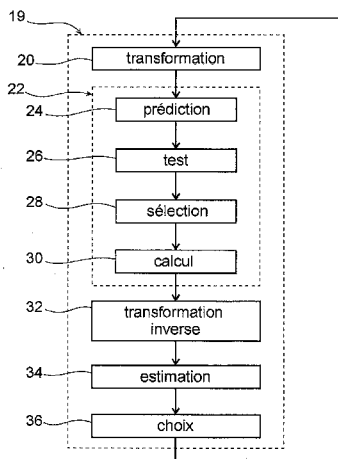 19
20
transformation
22
24
prédiction
26
test
28
sélection
30
calcul
32
transformation
inverse
34
estimation
36
choix